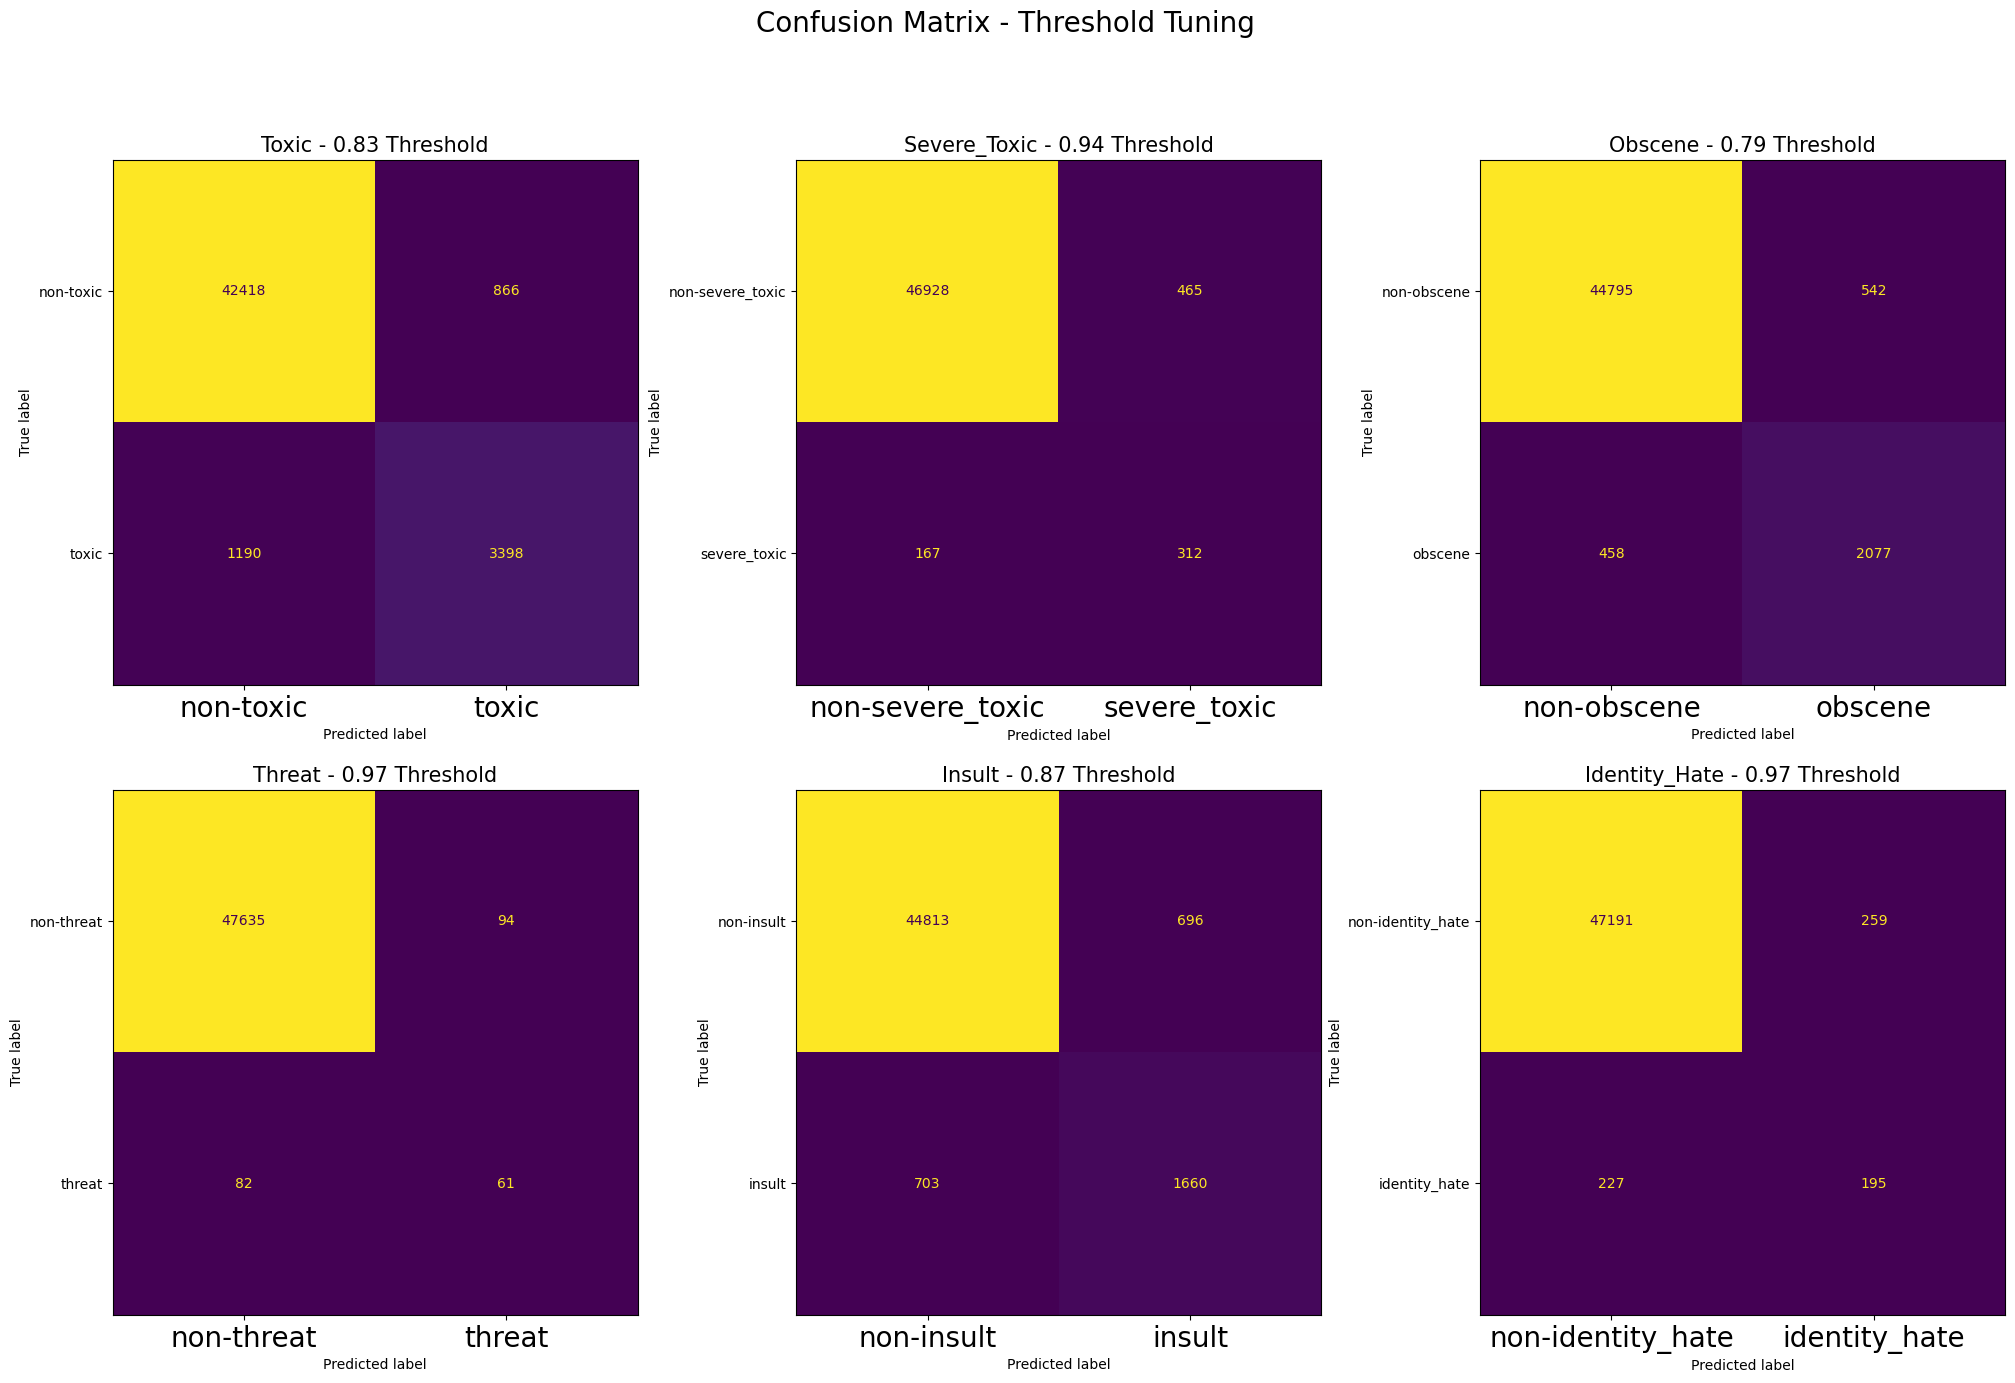 Confusion Matrix - Threshold Tuning
Toxic - 0.83 Threshold
True label
non-toxic
42418
866
toxic
1190
3398
non-toxic
toxic
Predicted label
Severe_Toxic - 0.94 Threshold
True label
non-severe_toxic
46928
465
severe_toxic
167
312
non-severe_toxic
severe_toxic
Predicted label
Obscene - 0.79 Threshold
True label
non-obscene
44795
542
obscene
458
2077
non-obscene
obscene
Predicted label
Threat - 0.97 Threshold
True label
non-threat
47635
94
threat
82
61
non-threat
threat
Predicted label
Insult - 0.87 Threshold
True label
non-insult
44813
696
insult
703
1660
non-insult
insult
Predicted label
Identity_Hate - 0.97 Threshold
True label
non-identity_hate
47191
259
identity_hate
227
195
non-identity_hate
identity_hate
Predicted label